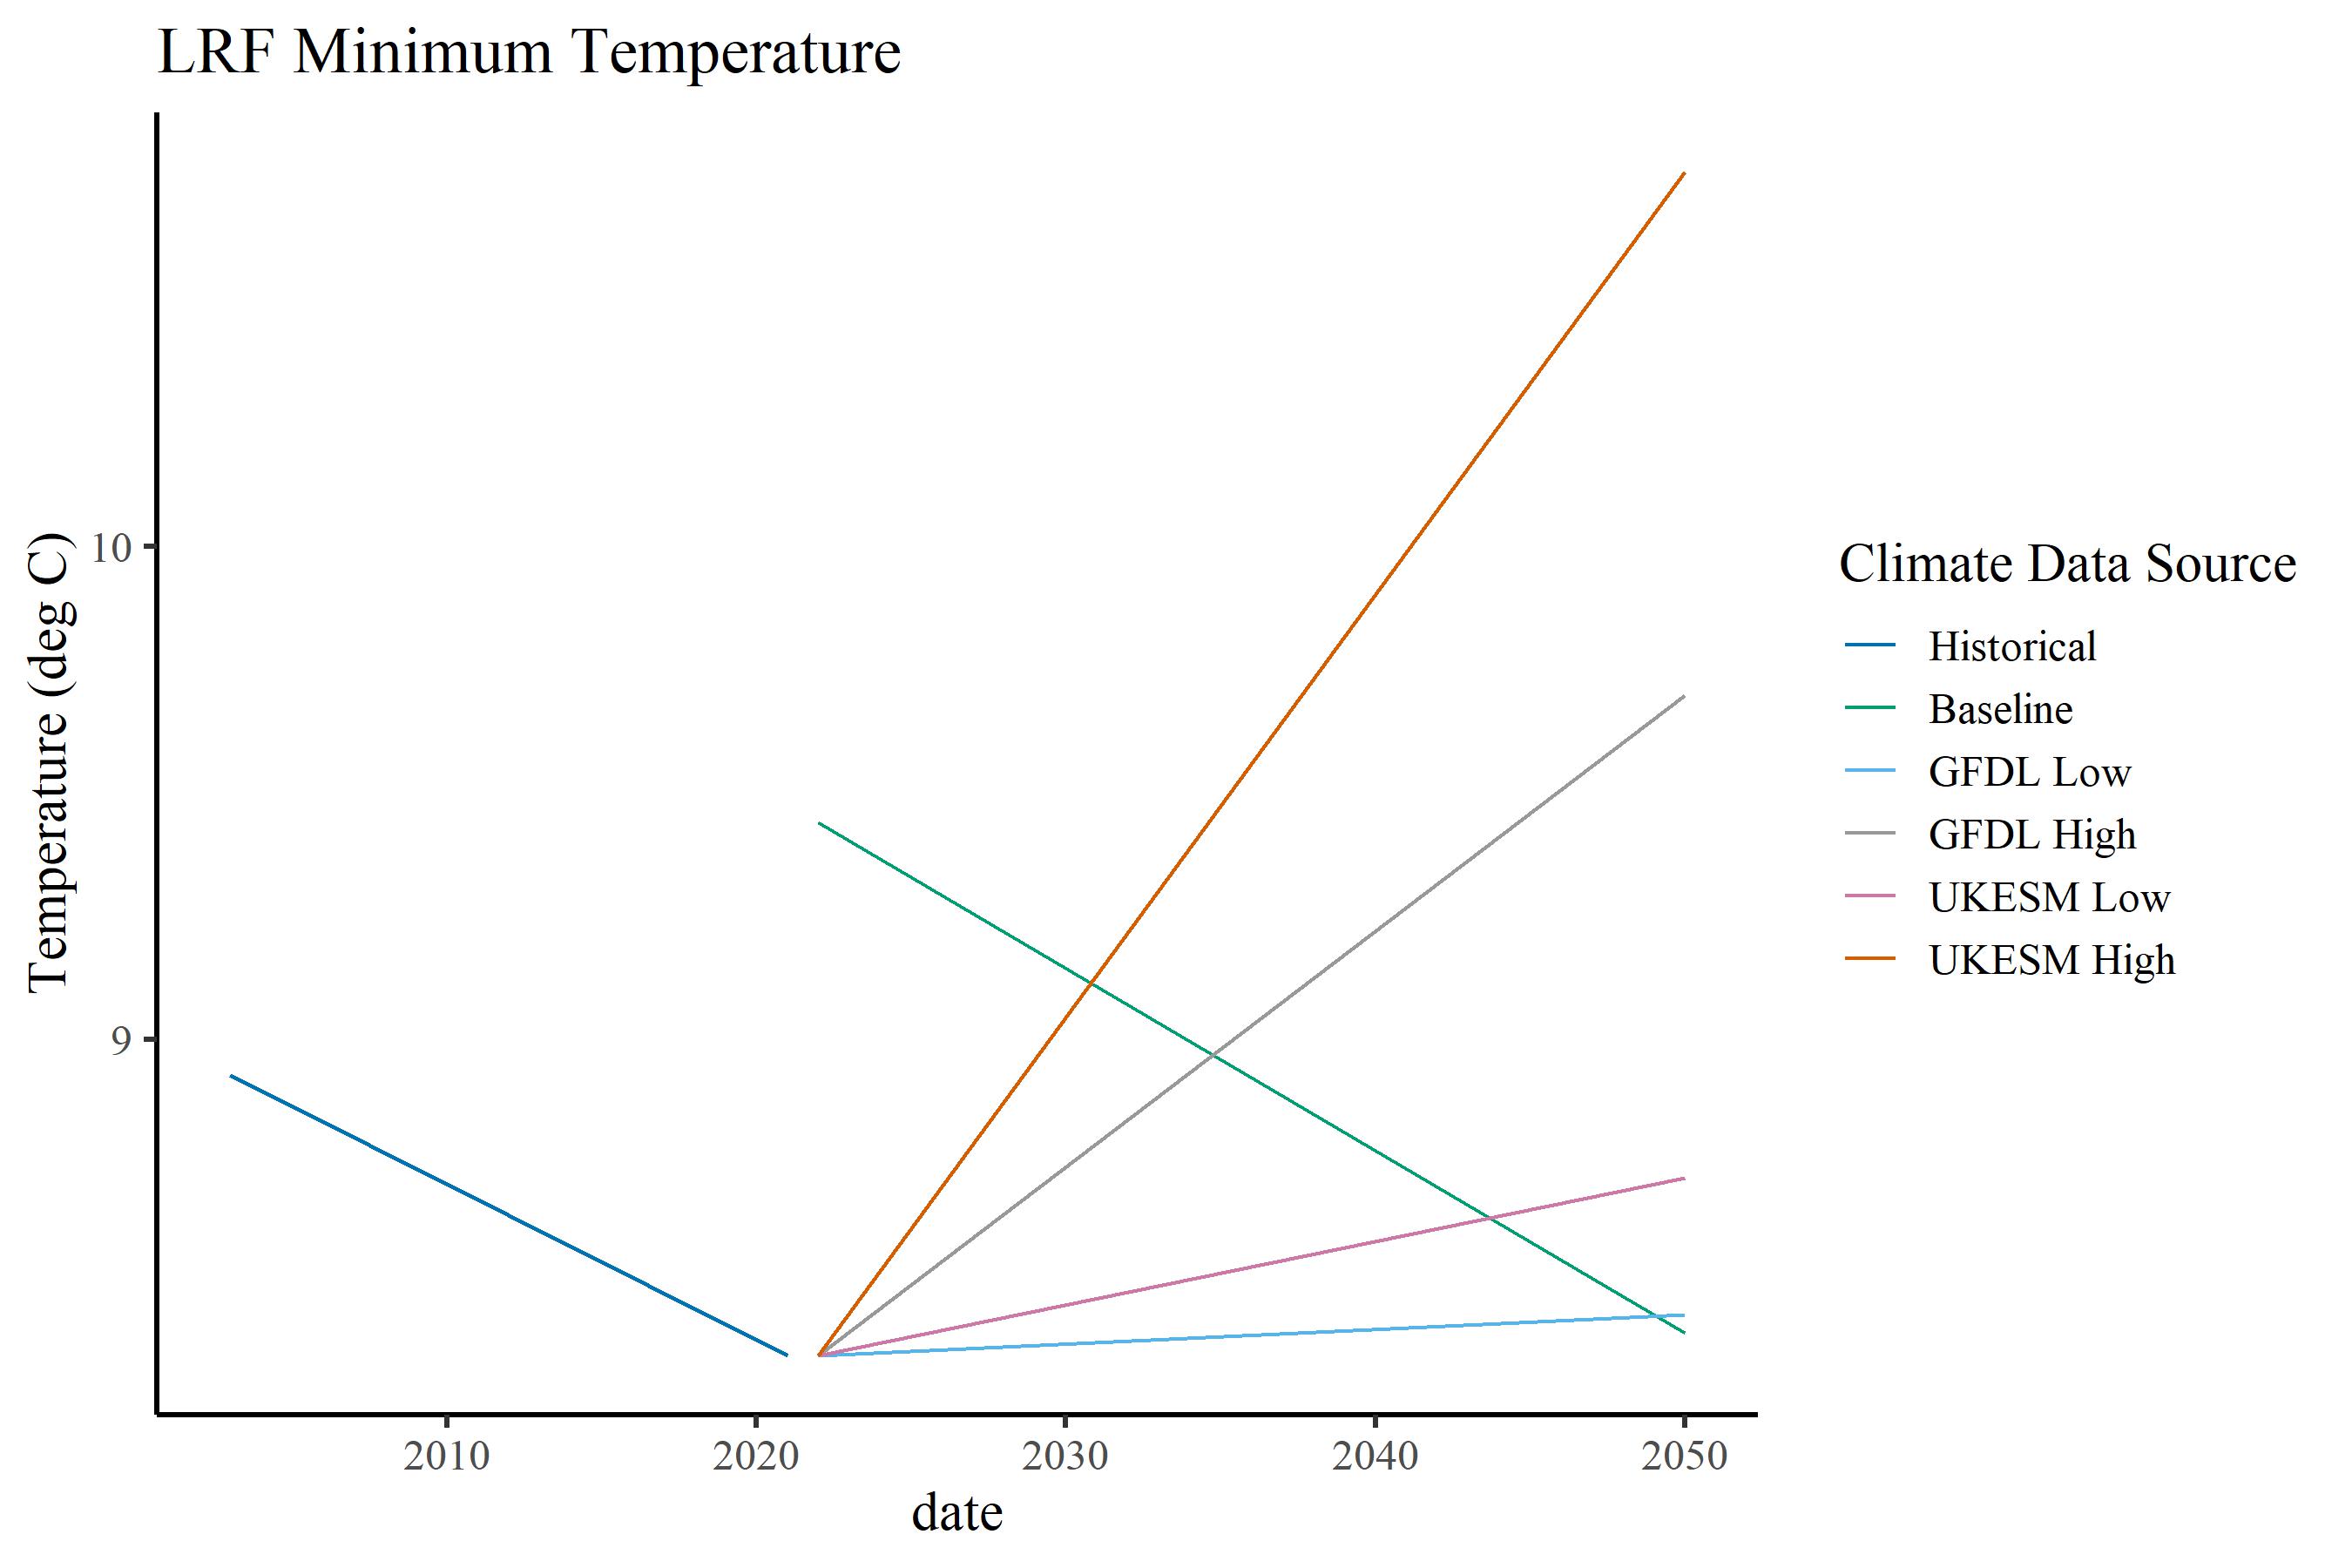 LRF Minimum Temperature
Temperature (deg C)
10
9
2010 2020 2030 2040 2050
date
Climate Data Source
Historical
Baseline
GFDL Low
GFDL High
UKESM Low
UKESM High